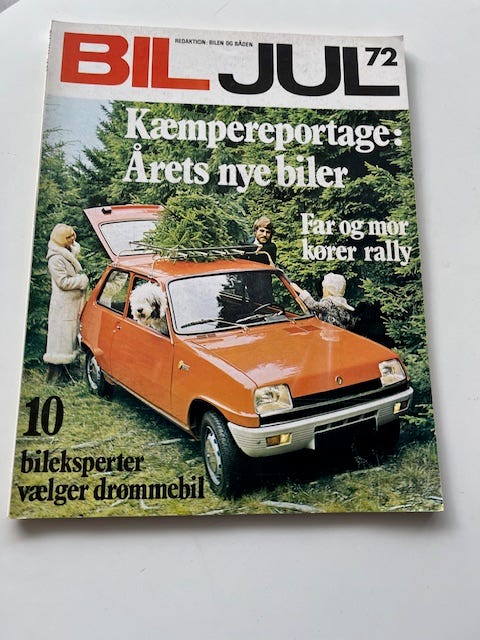 REDAKTION: BILEN OG BÅDEN
BIL JUL 72
Kæmpereportage:
Årets nye biler
Far og mor
kører rally
10
bileksperter
vælger drømmebil